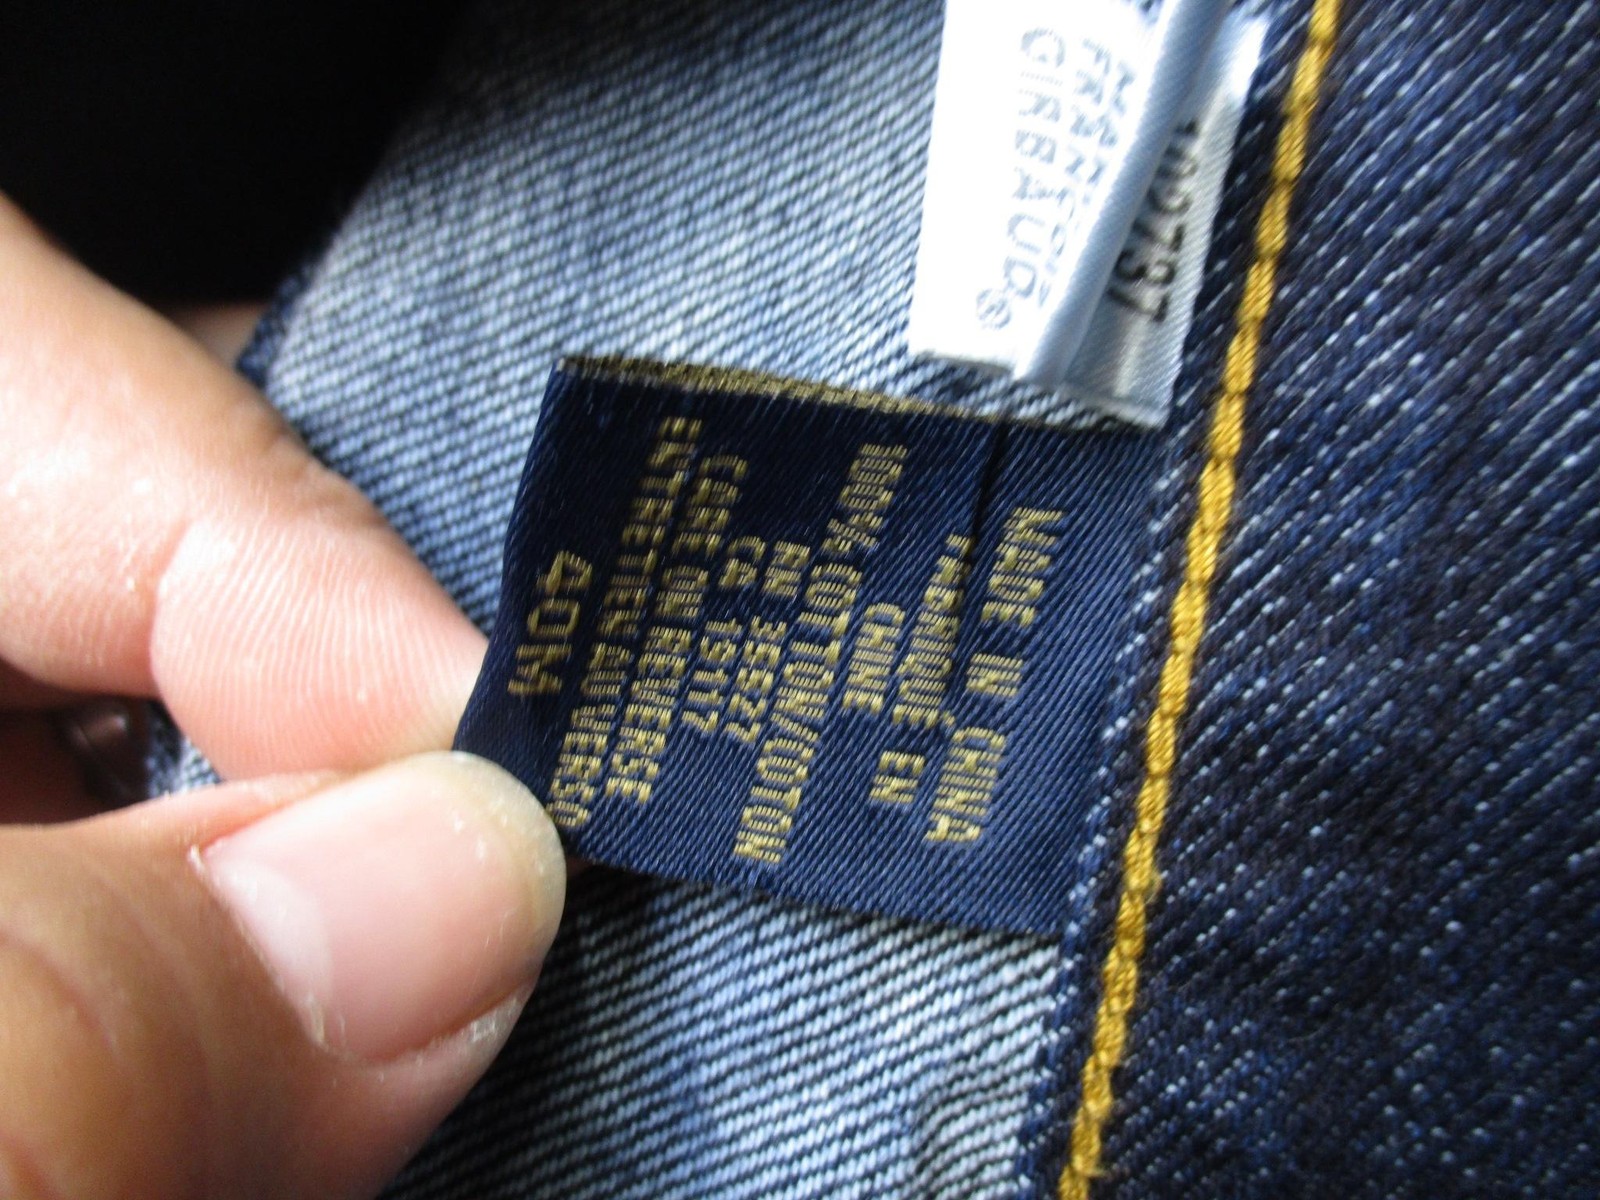 FRANÇOIS
GIRBAUD®
MADE IN CHINA
FABRIQUÉ EN
CHINE
100% COTTON/COTON
RN 36577
CA 19117
CARE ON REVERSE
ENTRETIEN AU VERSO
40M